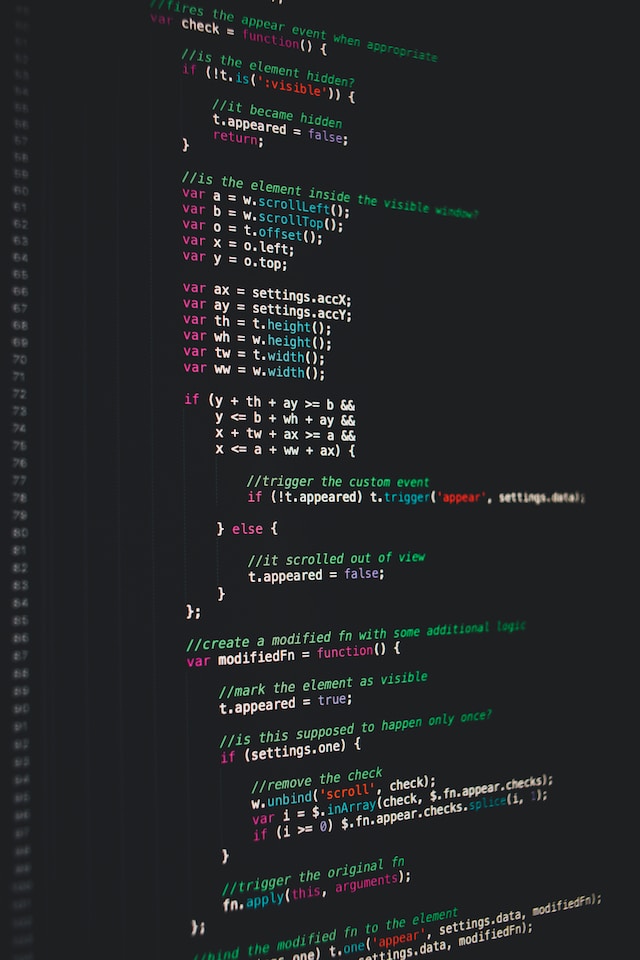 //fires the appear event when appropriate
var check = function() {
//is the element hidden?
if (!t.is(':visible')) {
//it became hidden
t.appeared = false;
return;
}
//is the element inside the visible window?
var a = w.scrollLeft();
var b = w.scrollTop();
var o = t.offset();
var x = o.left;
var y = o.top;
var ax = settings.accX;
var ay = settings.accY;
var th = t.height();
var wh = w.height();
var tw = t.width();
var ww = w.width();
if (y + th + ay >= b &&
y <= b + wh + ay &&
x + tw + ax >= a &&
x <= a + ww + ax) {
//trigger the custom event
if (!t.appeared) t.trigger('appear', settings.data);
} else {
//it scrolled out of view
t.appeared = false;
}
};
//create a modified fn with some additional logic
var modifiedFn = function() {
//mark the element as visible
t.appeared = true;
//is this supposed to happen only once?
if (settings.one) {
//remove the check
w.unbind('scroll', check);
var i = $.inArray(check, $.fn.appear.checks);
if (i >= 0) $.fn.appear.checks.splice(i, 1);
}
//trigger the original fn
fn.apply(this, arguments);
};
//bind the modified fn to the element
one) t.one('appear', settings.data, modifiedFn);
settings.data, modifiedFn);